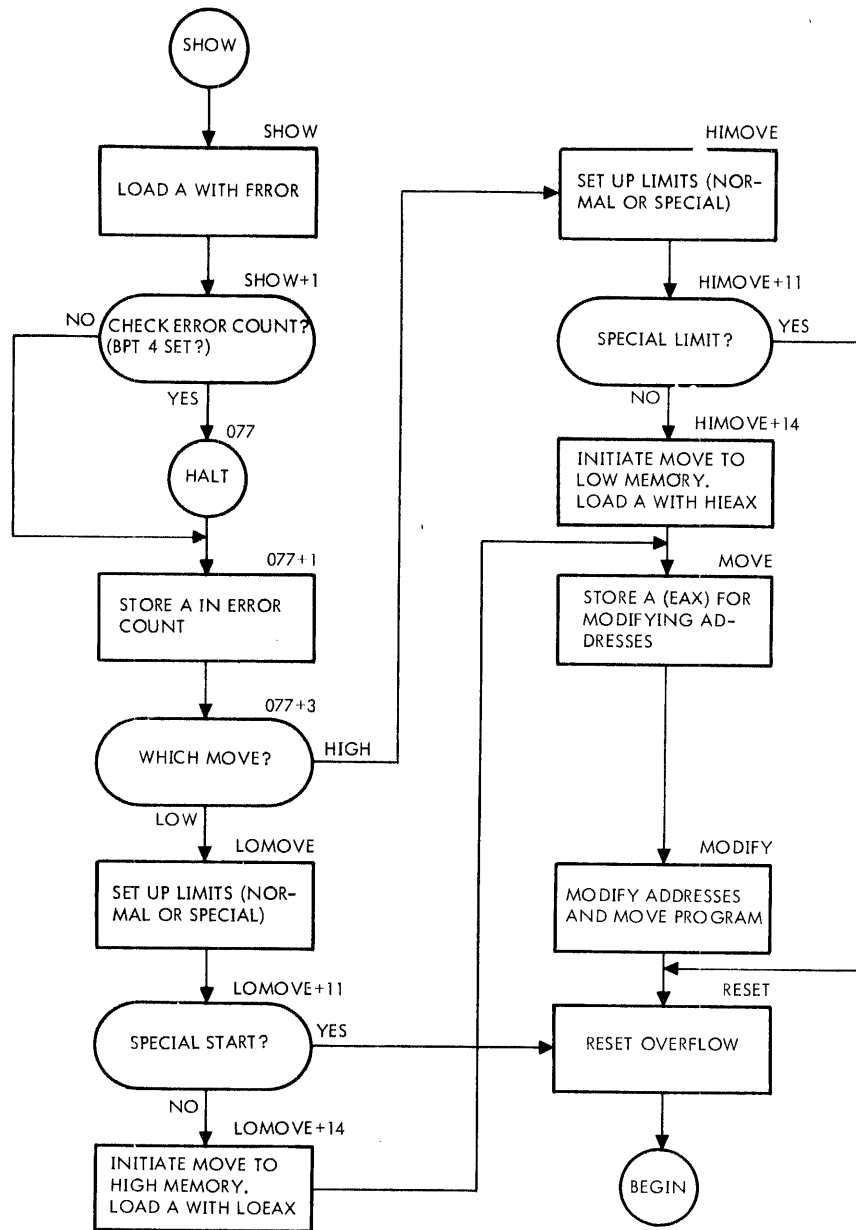 SHOW
SHOW
LOAD A WITH FRROR
SHOW+1
NO
CHECK ERROR COUNT?
(BPT 4 SET?)
YES
077
HALT
077+1
STORE A IN ERROR
COUNT
077+3
WHICH MOVE?
HIGH
LOW
LOMOVE
SET UP LIMITS (NOR-
MAL OR SPECIAL)
LOMOVE+11
SPECIAL START?
YES
NO
LOMOVE+14
INITIATE MOVE TO
HIGH MEMORY.
LOAD A WITH LOEAX
HIMOVE
SET UP LIMITS (NOR-
MAL OR SPECIAL)
HIMOVE+11
SPECIAL LIMIT?
YES
NO
HIMOVE+14
INITIATE MOVE TO
LOW MEMORY.
LOAD A WITH HIEAX
MOVE
STORE A (EAX) FOR
MODIFYING AD-
DRESSES
MODIFY
MODIFY ADDRESSES
AND MOVE PROGRAM
RESET
RESET OVERFLOW
BEGIN